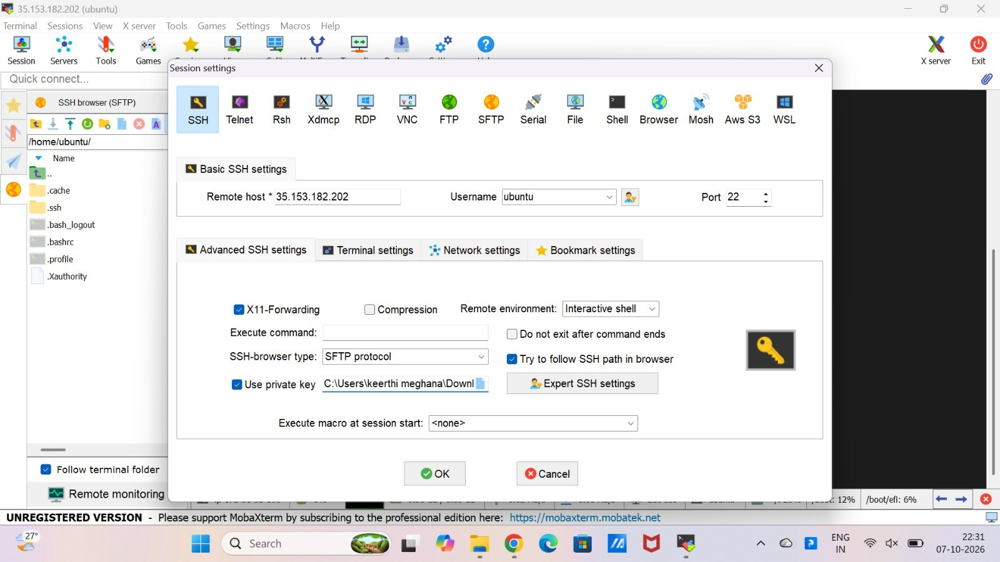 35.153.182.202 (ubuntu)
Terminal Sessions View X server Tools Games Settings Macros Help
Session Servers Tools Games X server Exit
Quick connect...
Session settings
SSH browser (SFTP)
/home/ubuntu/
Name
..
.cache
.ssh
.bash_logout
.bashrc
.profile
.Xauthority
Follow terminal folder
Remote monitoring
SSH Telnet Rsh Xdmcp RDP VNC FTP SFTP Serial File Shell Browser Mosh Aws S3 WSL
Basic SSH settings
Remote host * 35.153.182.202 Username ubuntu Port 22
Advanced SSH settings Terminal settings Network settings Bookmark settings
X11-Forwarding Compression Remote environment: Interactive shell
Execute command: Do not exit after command ends
SSH-browser type: SFTP protocol Try to follow SSH path in browser
Use private key C:\Users\keerthi meghana\Downl Expert SSH settings
Execute macro at session start: <none>
OK Cancel
12% /boot/efi: 6%
UNREGISTERED VERSION - Please support MobaXterm by subscribing to the professional edition here: https://mobaxterm.mobatek.net
27°
Search
ENG
IN
22:31
07-10-2026